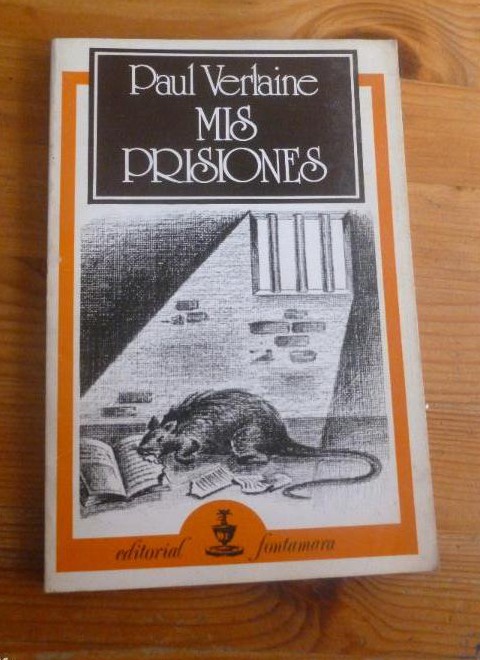 Paul Verlaine
MIS
PRISIONES
editorial fontamara